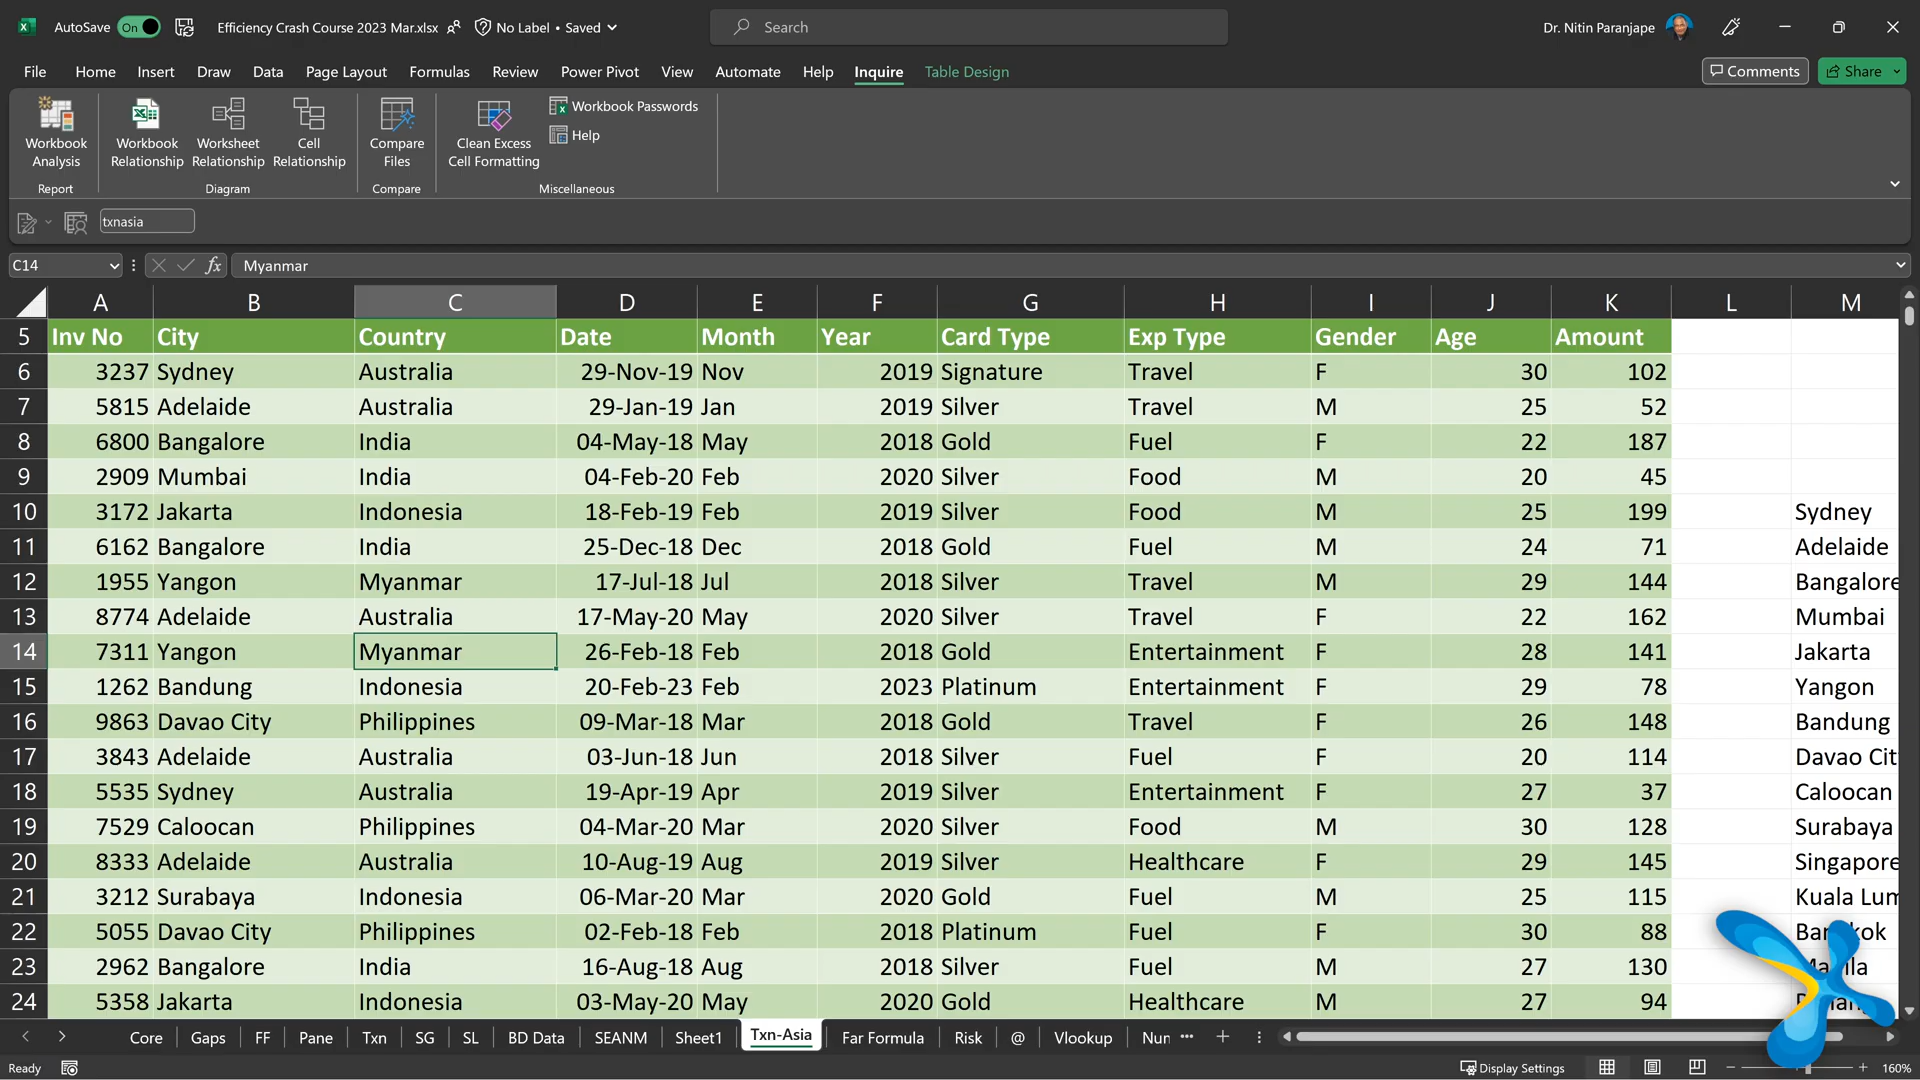 AutoSave On Efficiency Crash Course 2023 Mar.xlsx No Label • Saved Search Dr. Nitin Paranjape
File Home Insert Draw Data Page Layout Formulas Review Power Pivot View Automate Help Inquire Table Design Comments Share
Workbook Passwords
Help
Workbook Workbook Worksheet Cell Compare Clean Excess
Analysis Relationship Relationship Relationship Files Cell Formatting
Report Diagram Compare Miscellaneous
txnasia
C14 fx Myanmar
A B C D E F G H I J K L M
5 Inv No City Country Date Month Year Card Type Exp Type Gender Age Amount
6 3237 Sydney Australia 29-Nov-19 Nov 2019 Signature Travel F 30 102
7 5815 Adelaide Australia 29-Jan-19 Jan 2019 Silver Travel M 25 52
8 6800 Bangalore India 04-May-18 May 2018 Gold Fuel F 22 187
9 2909 Mumbai India 04-Feb-20 Feb 2020 Silver Food M 20 45
10 3172 Jakarta Indonesia 18-Feb-19 Feb 2019 Silver Food M 25 199 Sydney
11 6162 Bangalore India 25-Dec-18 Dec 2018 Gold Fuel M 24 71 Adelaide
12 1955 Yangon Myanmar 17-Jul-18 Jul 2018 Silver Travel M 29 144 Bangalore
13 8774 Adelaide Australia 17-May-20 May 2020 Silver Travel F 22 162 Mumbai
14 7311 Yangon Myanmar 26-Feb-18 Feb 2018 Gold Entertainment F 28 141 Jakarta
15 1262 Bandung Indonesia 20-Feb-23 Feb 2023 Platinum Entertainment F 29 78 Yangon
16 9863 Davao City Philippines 09-Mar-18 Mar 2018 Gold Travel F 26 148 Bandung
17 3843 Adelaide Australia 03-Jun-18 Jun 2018 Silver Fuel F 20 114 Davao Cit
18 5535 Sydney Australia 19-Apr-19 Apr 2019 Silver Entertainment F 27 37 Caloocan
19 7529 Caloocan Philippines 04-Mar-20 Mar 2020 Silver Food M 30 128 Surabaya
20 8333 Adelaide Australia 10-Aug-19 Aug 2019 Silver Healthcare F 29 145 Singapore
21 3212 Surabaya Indonesia 06-Mar-20 Mar 2020 Gold Fuel M 25 115 Kuala Lum
22 5055 Davao City Philippines 02-Feb-18 Feb 2018 Platinum Fuel F 30 88
23 2962 Bangalore India 16-Aug-18 Aug 2018 Silver Fuel M 27 130
24 5358 Jakarta Indonesia 03-May-20 May 2020 Gold Healthcare M 27 94
Core Gaps FF Pane Txn SG SL BD Data SEANM Sheet1 Txn-Asia Far Formula Risk @ Vlookup Nun
Ready Display Settings 160%